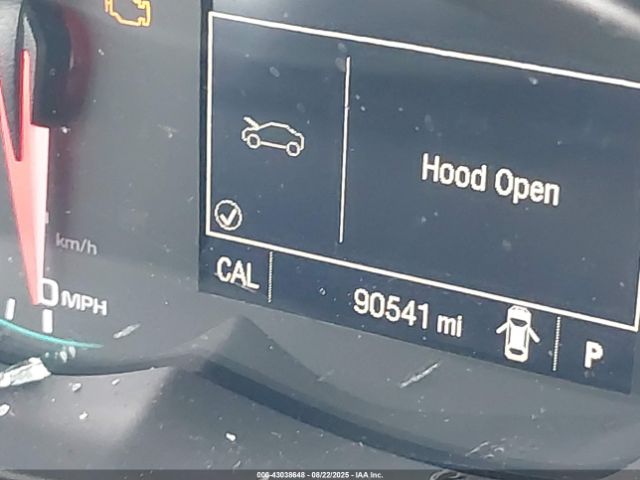 Hood Open
km/h
CAL
0 MPH
90541 mi
P
006-43038648 - 08/22/2025 - IAA Inc.